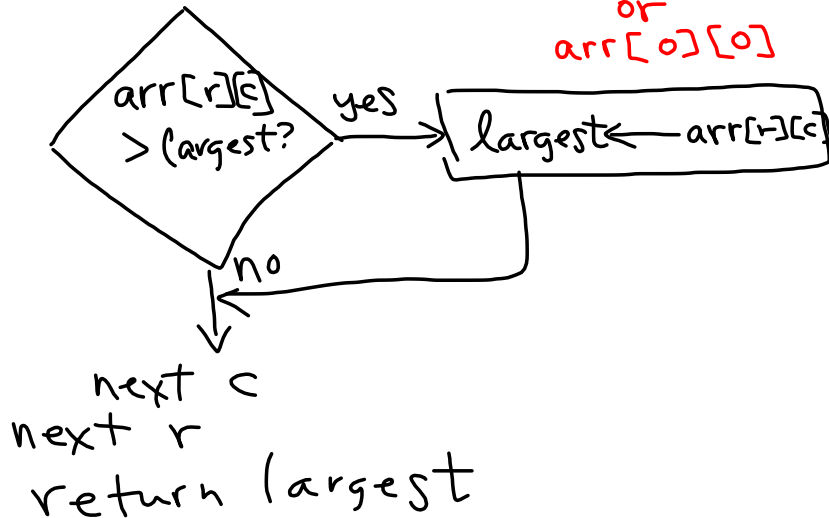 or
arr[0][0]
arr[r][c]
> largest?
yes
largest ← arr[r][c]
no
next c
next r
return largest